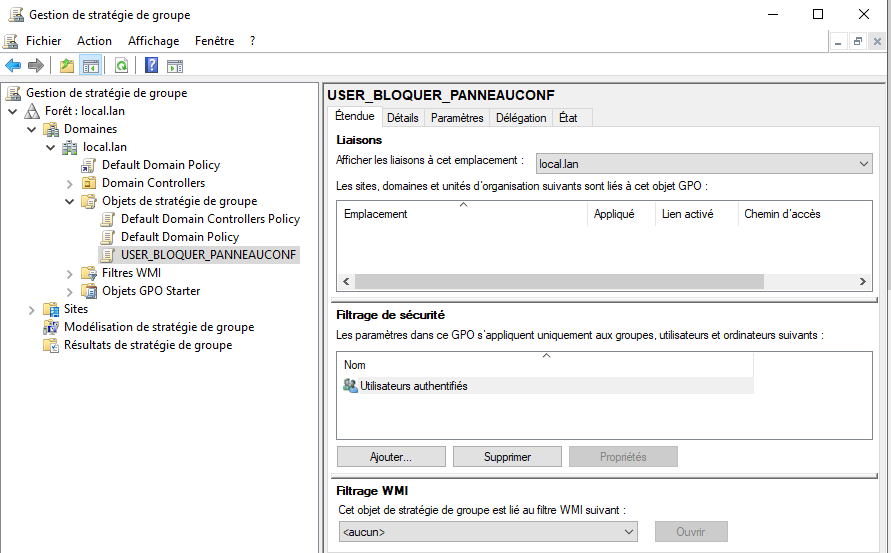 Gestion de stratégie de groupe
Fichier Action Affichage Fenêtre ?
Gestion de stratégie de groupe
Forêt : local.lan
Domaines
local.lan
Default Domain Policy
Domain Controllers
Objets de stratégie de groupe
Default Domain Controllers Policy
Default Domain Policy
USER_BLOQUER_PANNEAUCONF
Filtres WMI
Objets GPO Starter
Sites
Modélisation de stratégie de groupe
Résultats de stratégie de groupe
USER_BLOQUER_PANNEAUCONF
Étendue Détails Paramètres Délégation État
Liaisons
Afficher les liaisons à cet emplacement : local.lan
Les sites, domaines et unités d'organisation suivants sont liés à cet objet GPO :
Emplacement Appliqué Lien activé Chemin d'accès
Filtrage de sécurité
Les paramètres dans ce GPO s'appliquent uniquement aux groupes, utilisateurs et ordinateurs suivants :
Nom
Utilisateurs authentifiés
Ajouter... Supprimer Propriétés
Filtrage WMI
Cet objet de stratégie de groupe est lié au filtre WMI suivant :
<aucun> Ouvrir